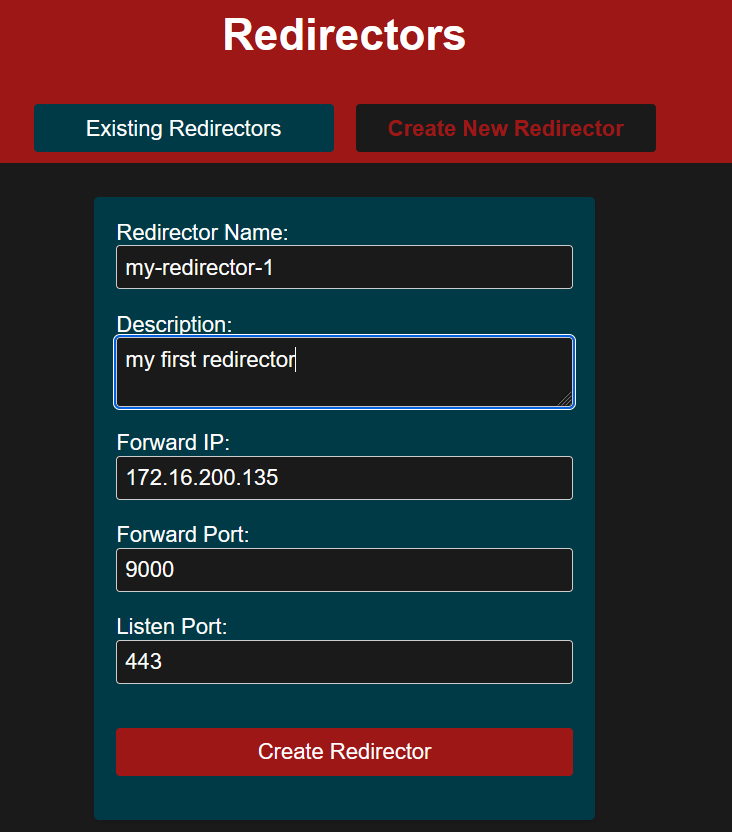 Redirectors
Existing Redirectors
Create New Redirector
Redirector Name:
my-redirector-1
Description:
my first redirector
Forward IP:
172.16.200.135
Forward Port:
9000
Listen Port:
443
Create Redirector